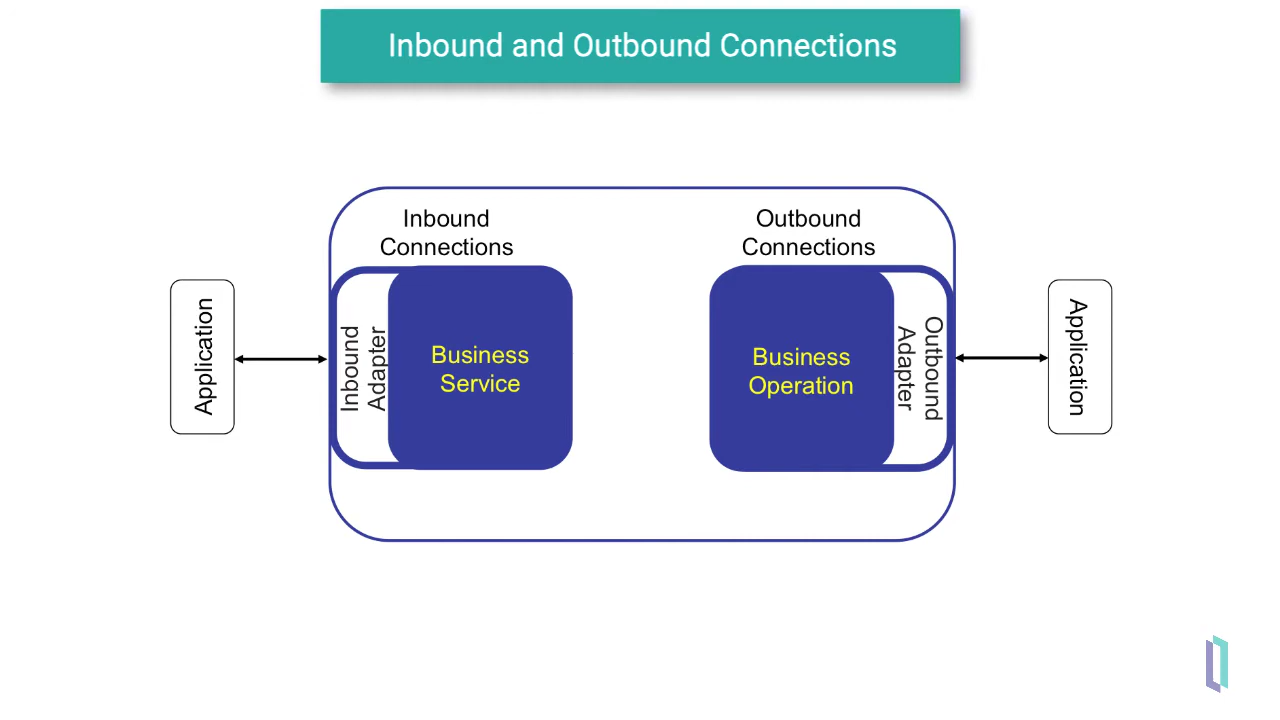 Inbound and Outbound Connections
Inbound
Connections
Outbound
Connections
Application
Inbound
Adapter
Business
Service
Business
Operation
Outbound
Adapter
Application